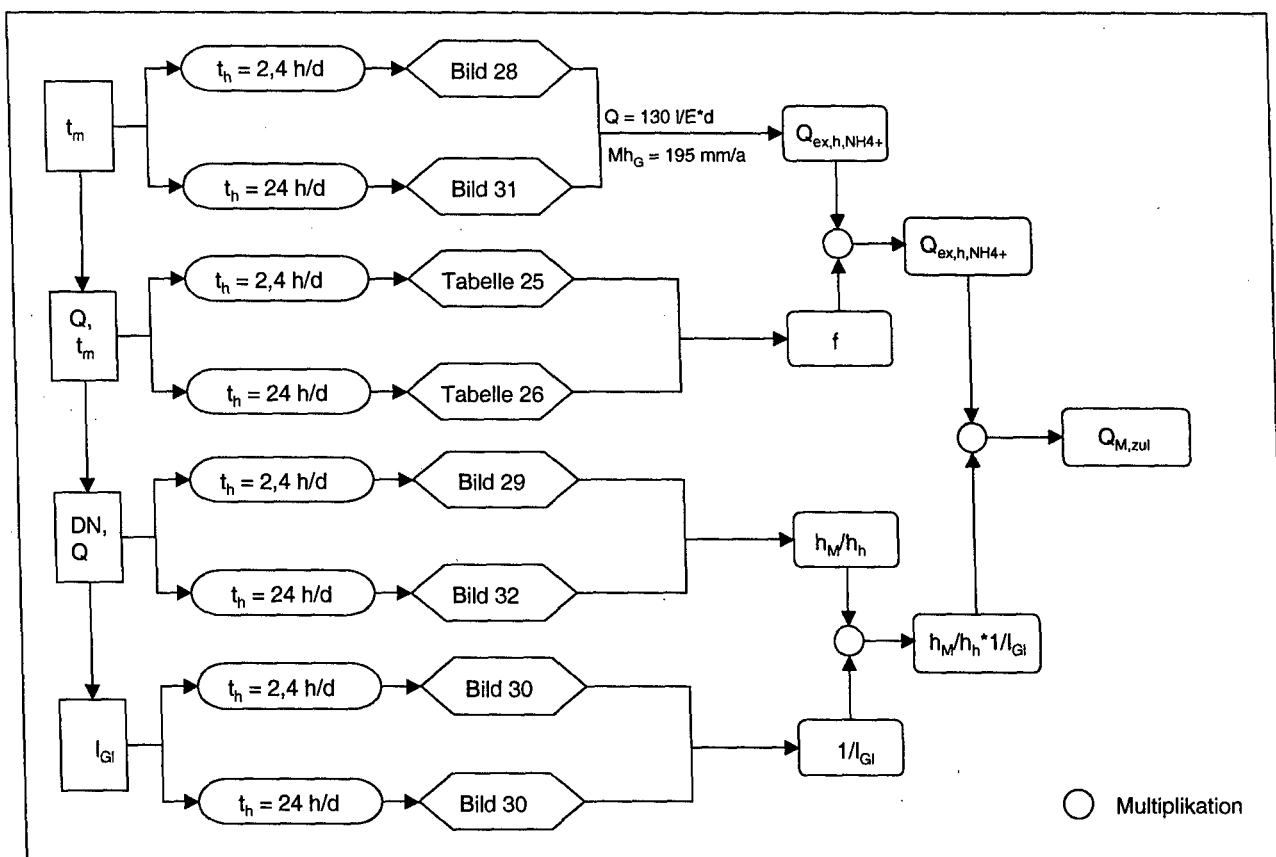 t_h = 2,4 h/d
Bild 28
t_m
Q = 130 l/E*d
Mh_G = 195 mm/a
Q_ex,h,NH4+
t_h = 24 h/d
Bild 31
Q_ex,h,NH4+
t_h = 2,4 h/d
Tabelle 25
Q,
t_m
f
t_h = 24 h/d
Tabelle 26
Q_M,zul
t_h = 2,4 h/d
Bild 29
DN,
Q
h_M/h_h
t_h = 24 h/d
Bild 32
h_M/h_h*1/I_Gl
t_h = 2,4 h/d
Bild 30
I_Gl
1/I_Gl
t_h = 24 h/d
Bild 30
Multiplikation